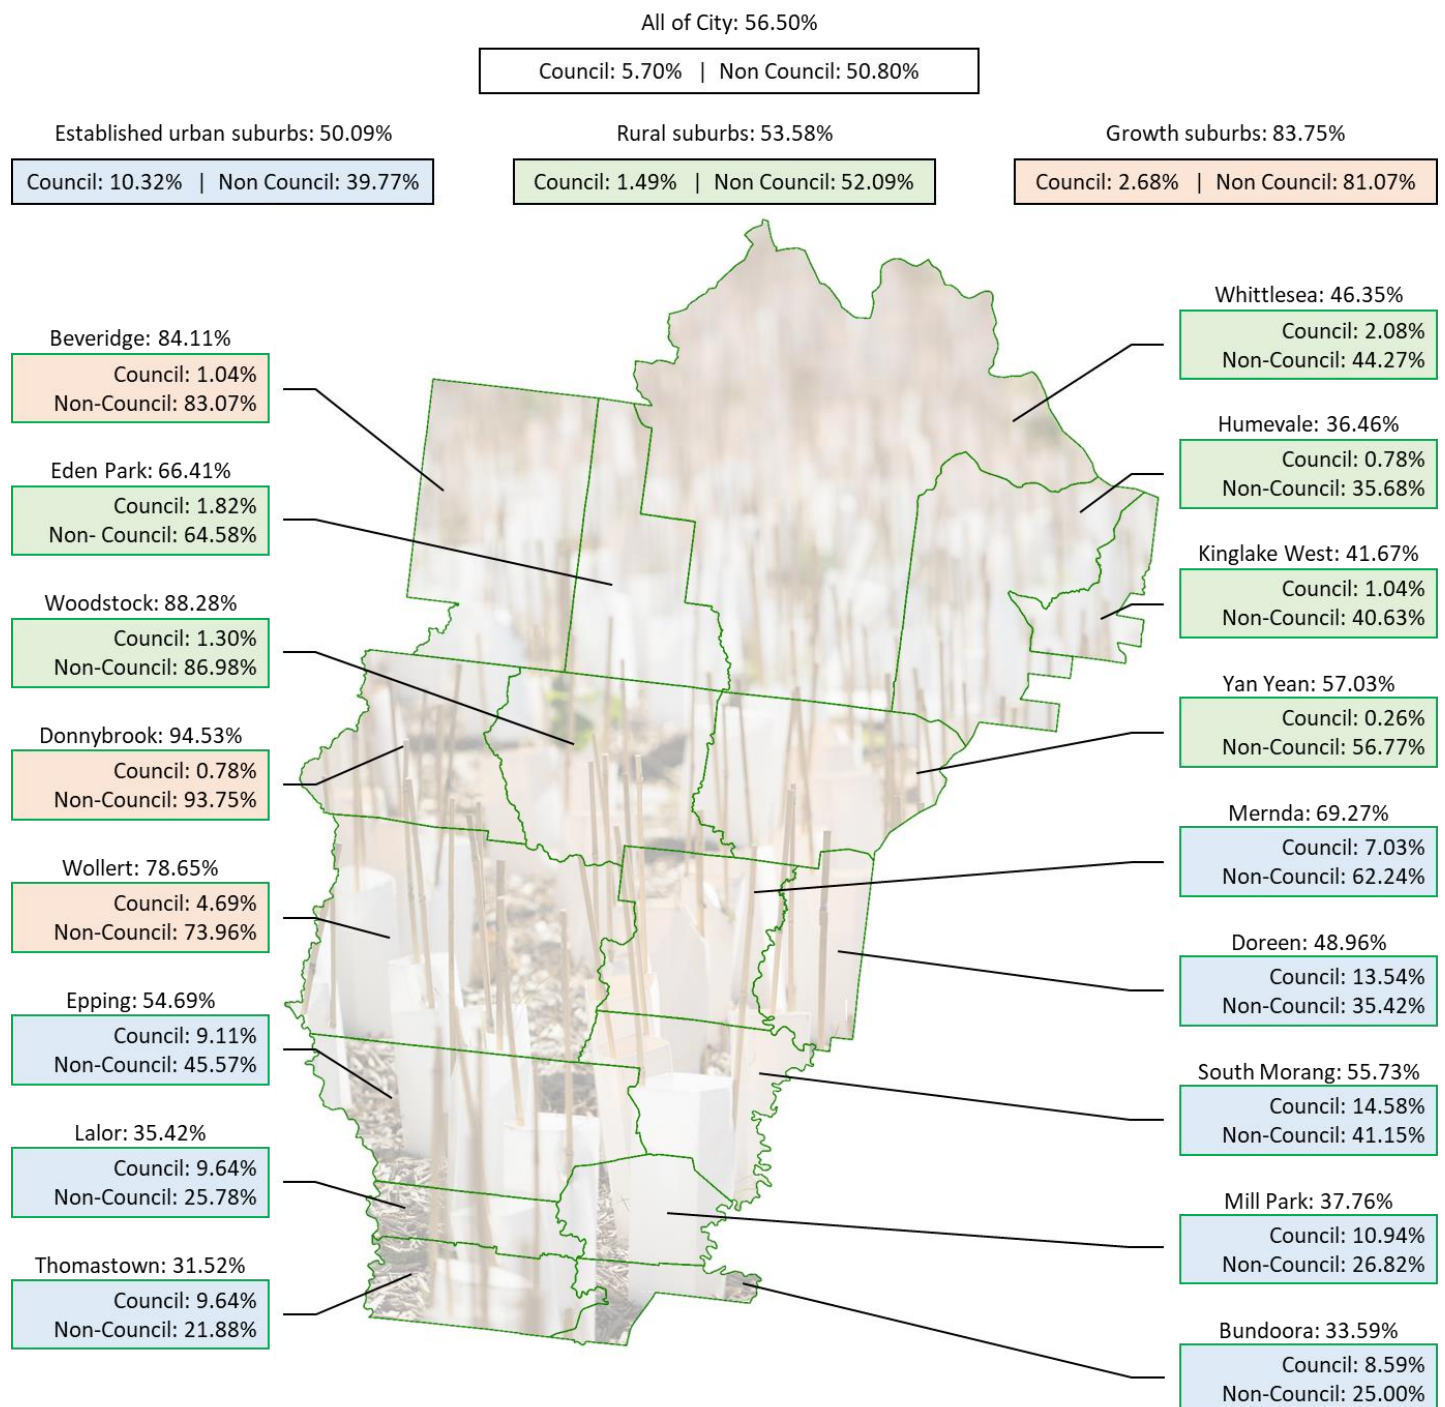 All of City: 56.50%
Council: 5.70% | Non Council: 50.80%
Established urban suburbs: 50.09%
Council: 10.32% | Non Council: 39.77%
Rural suburbs: 53.58%
Council: 1.49% | Non Council: 52.09%
Growth suburbs: 83.75%
Council: 2.68% | Non Council: 81.07%
Beveridge: 84.11%
Council: 1.04%
Non-Council: 83.07%
Eden Park: 66.41%
Council: 1.82%
Non- Council: 64.58%
Woodstock: 88.28%
Council: 1.30%
Non-Council: 86.98%
Donnybrook: 94.53%
Council: 0.78%
Non-Council: 93.75%
Wollert: 78.65%
Council: 4.69%
Non-Council: 73.96%
Epping: 54.69%
Council: 9.11%
Non-Council: 45.57%
Lalor: 35.42%
Council: 9.64%
Non-Council: 25.78%
Thomastown: 31.52%
Council: 9.64%
Non-Council: 21.88%
Whittlesea: 46.35%
Council: 2.08%
Non-Council: 44.27%
Humevale: 36.46%
Council: 0.78%
Non-Council: 35.68%
Kinglake West: 41.67%
Council: 1.04%
Non-Council: 40.63%
Yan Yean: 57.03%
Council: 0.26%
Non-Council: 56.77%
Mernda: 69.27%
Council: 7.03%
Non-Council: 62.24%
Doreen: 48.96%
Council: 13.54%
Non-Council: 35.42%
South Morang: 55.73%
Council: 14.58%
Non-Council: 41.15%
Mill Park: 37.76%
Council: 10.94%
Non-Council: 26.82%
Bundoora: 33.59%
Council: 8.59%
Non-Council: 25.00%